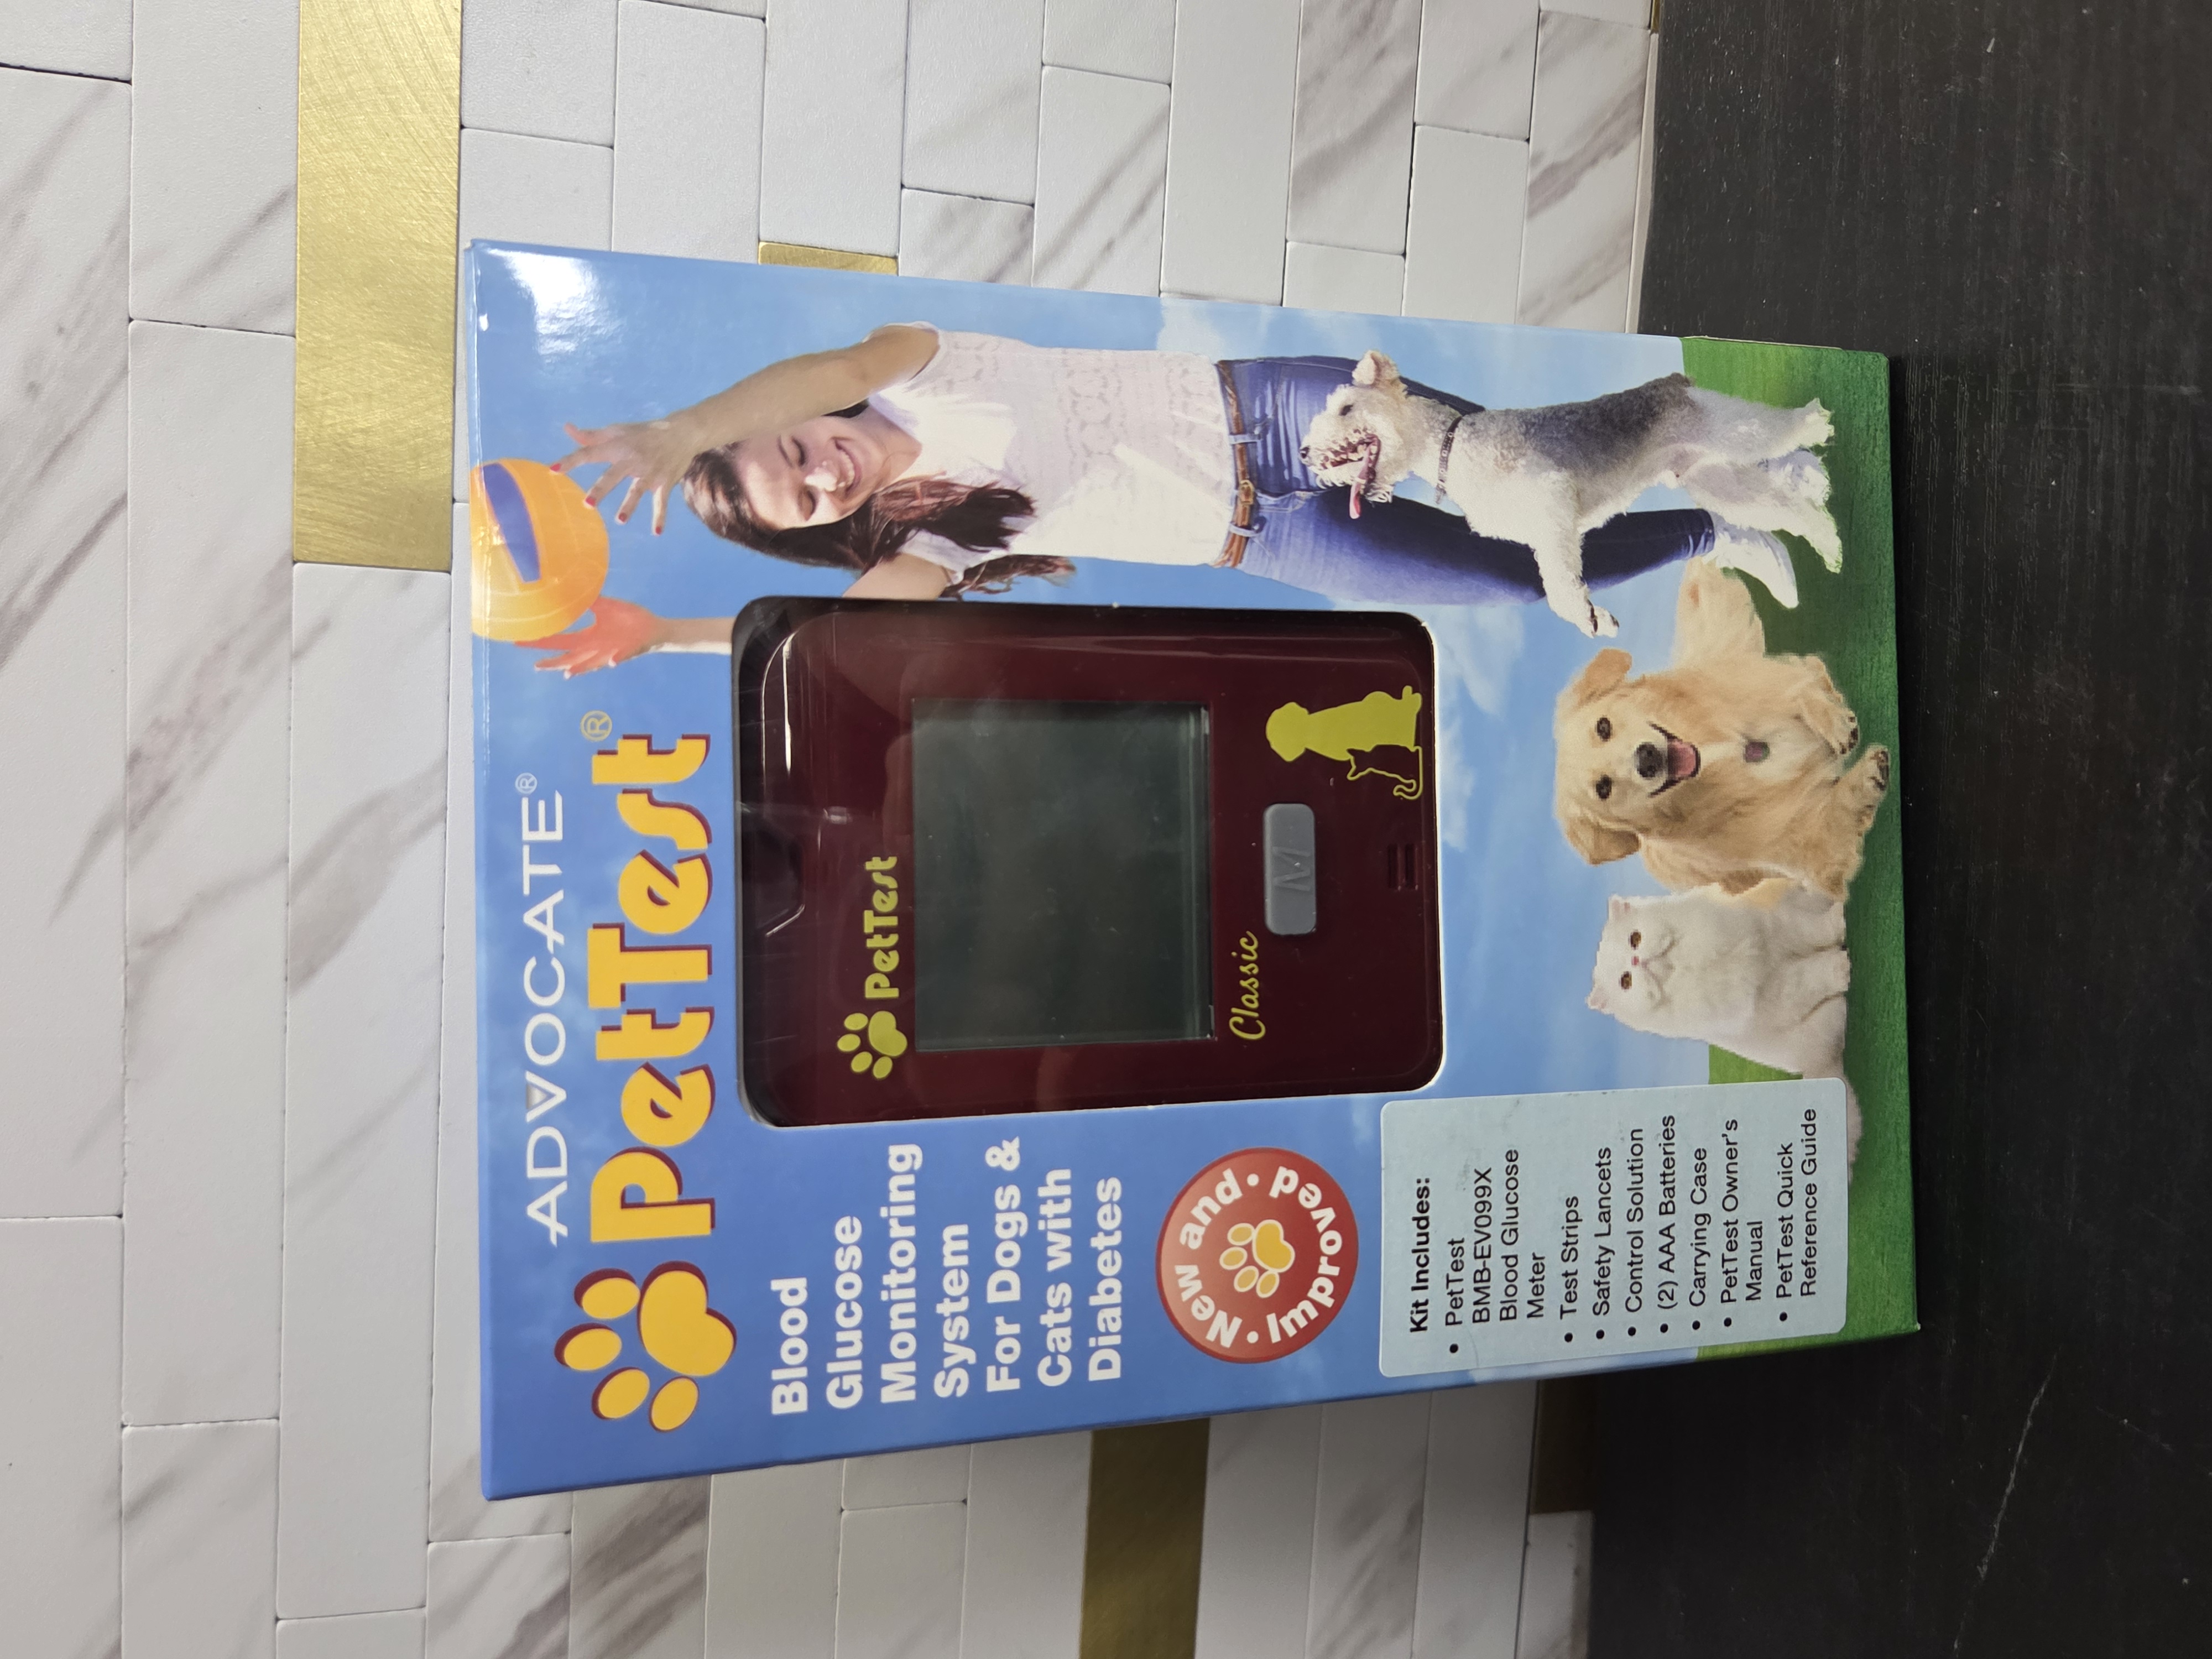 ADVOCATE®
PetTest®
Blood
Glucose
Monitoring
System
For Dogs &
Cats with
Diabetes
New and
Improved
PetTest
Classic
M
Kit Includes:
• PetTest
BMB-EV099X
Blood Glucose
Meter
• Test Strips
• Safety Lancets
• Control Solution
• (2) AAA Batteries
• Carrying Case
• PetTest Owner's
Manual
• PetTest Quick
Reference Guide